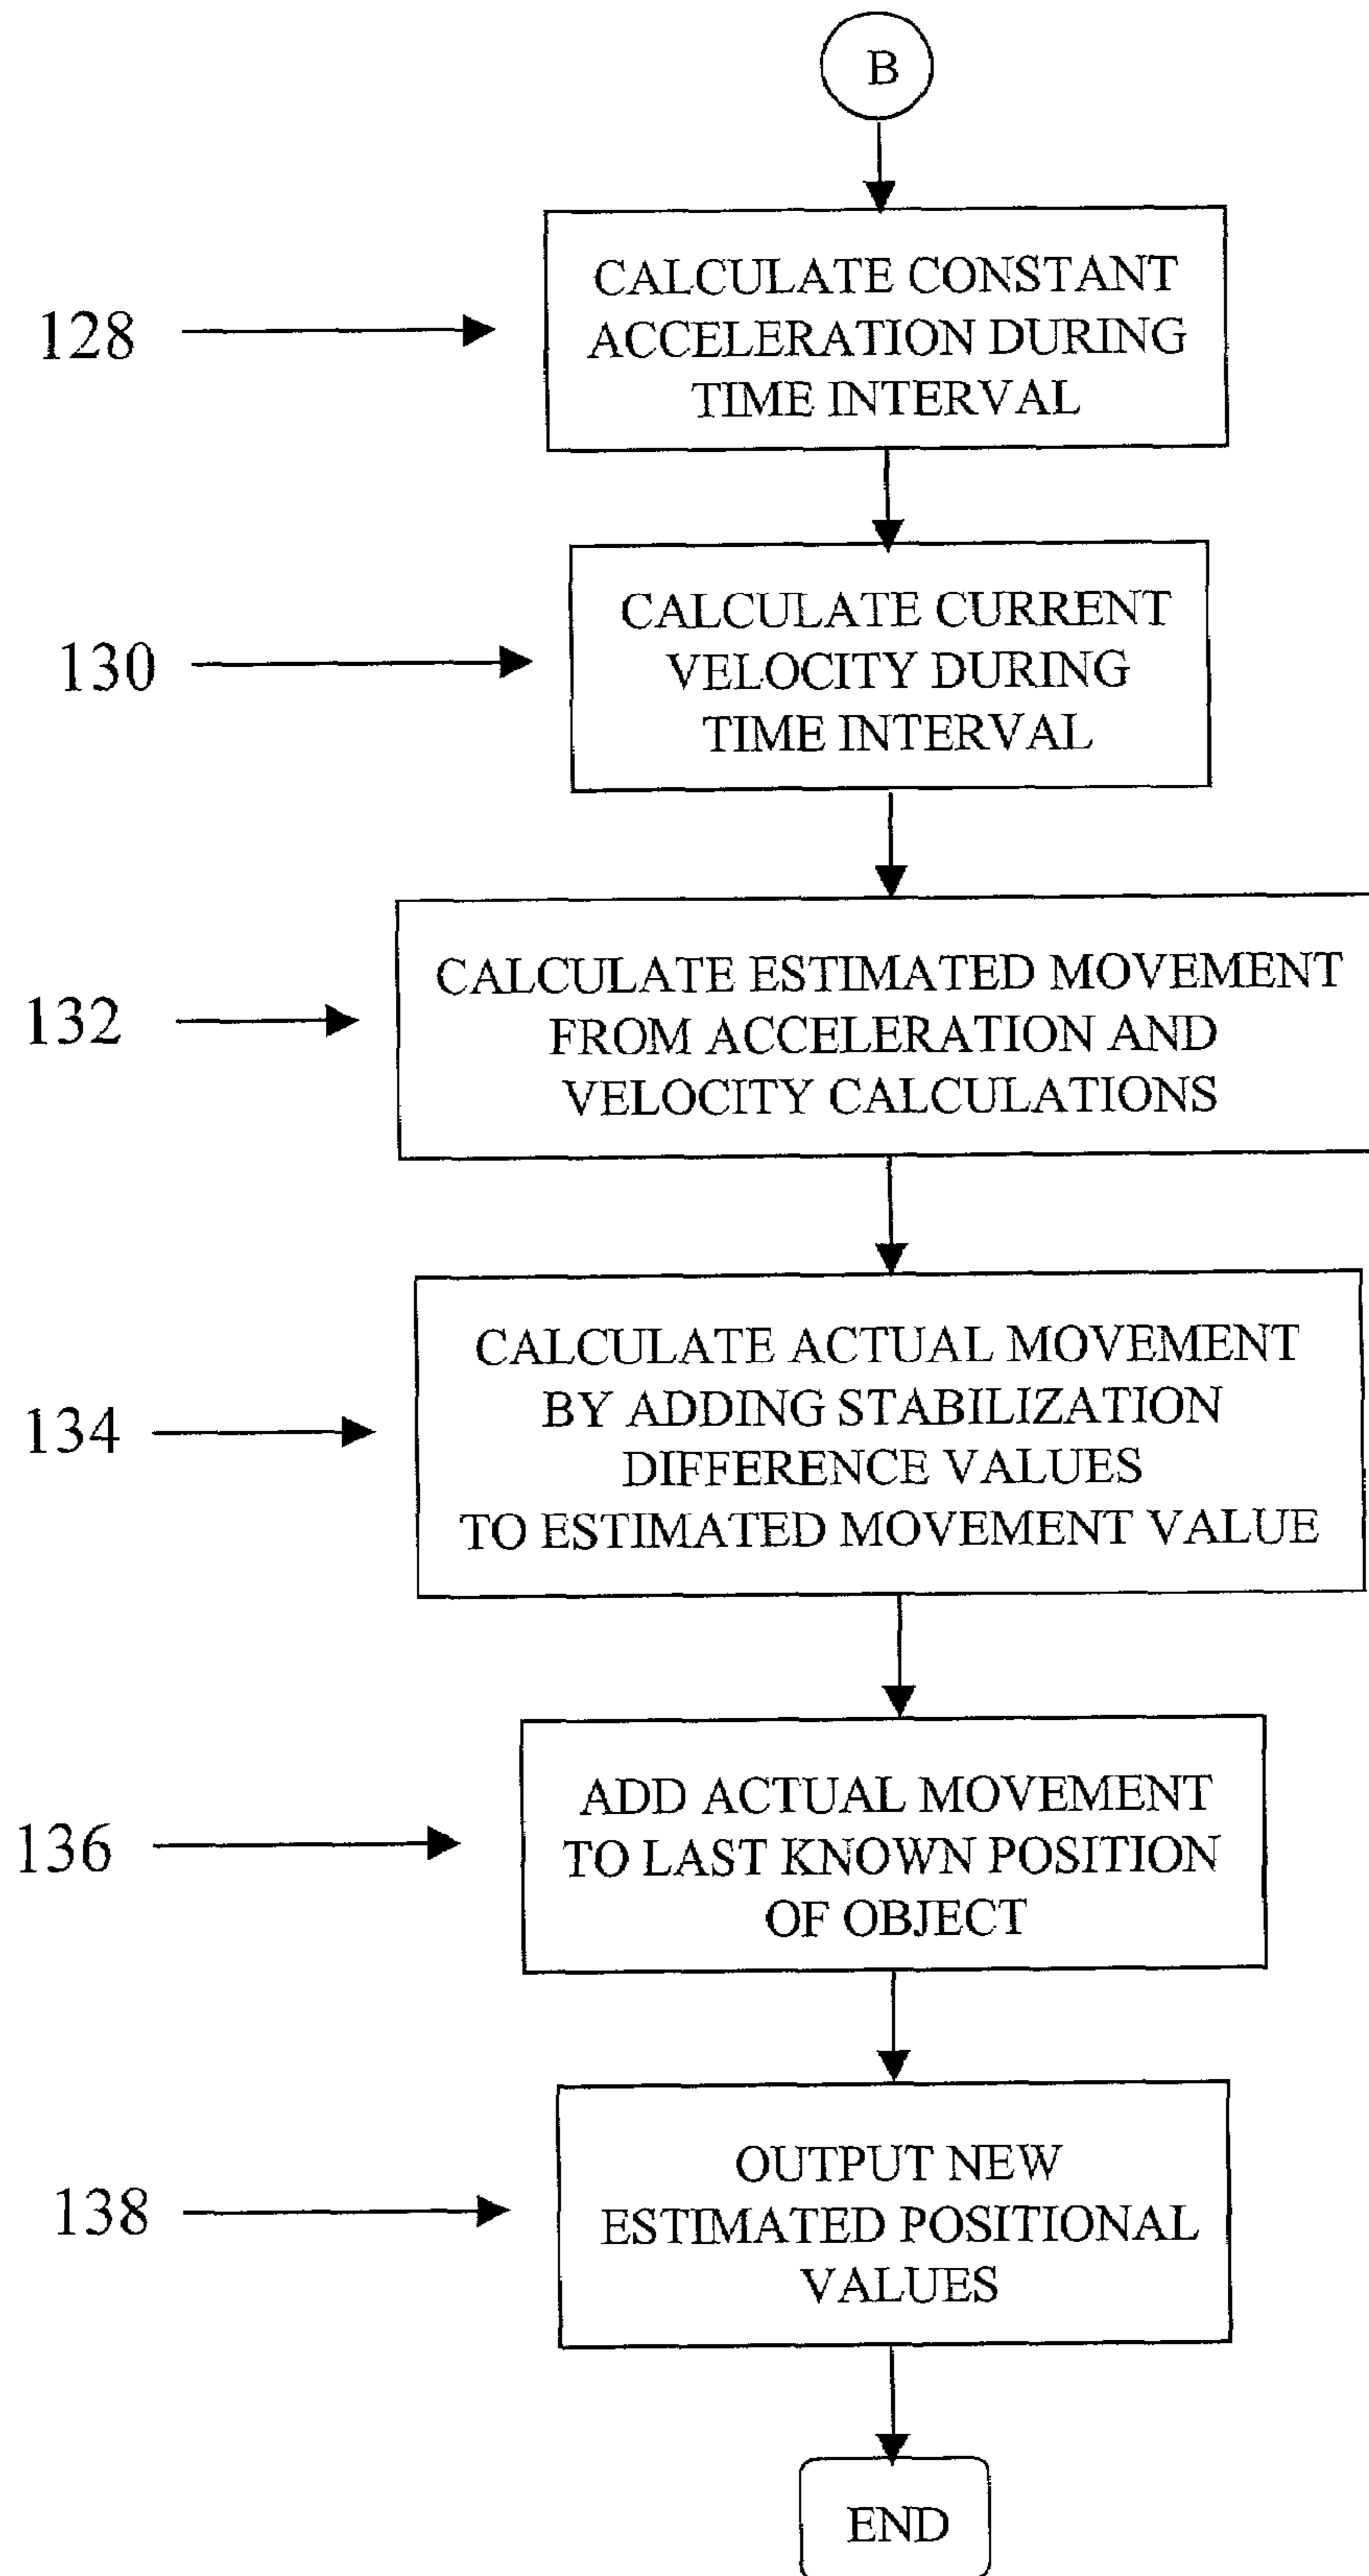 B
128
CALCULATE CONSTANT
ACCELERATION DURING
TIME INTERVAL
130
CALCULATE CURRENT
VELOCITY DURING
TIME INTERVAL
132
CALCULATE ESTIMATED MOVEMENT
FROM ACCELERATION AND
VELOCITY CALCULATIONS
134
CALCULATE ACTUAL MOVEMENT
BY ADDING STABILIZATION
DIFFERENCE VALUES
TO ESTIMATED MOVEMENT VALUE
136
ADD ACTUAL MOVEMENT
TO LAST KNOWN POSITION
OF OBJECT
138
OUTPUT NEW
ESTIMATED POSITIONAL
VALUES
END